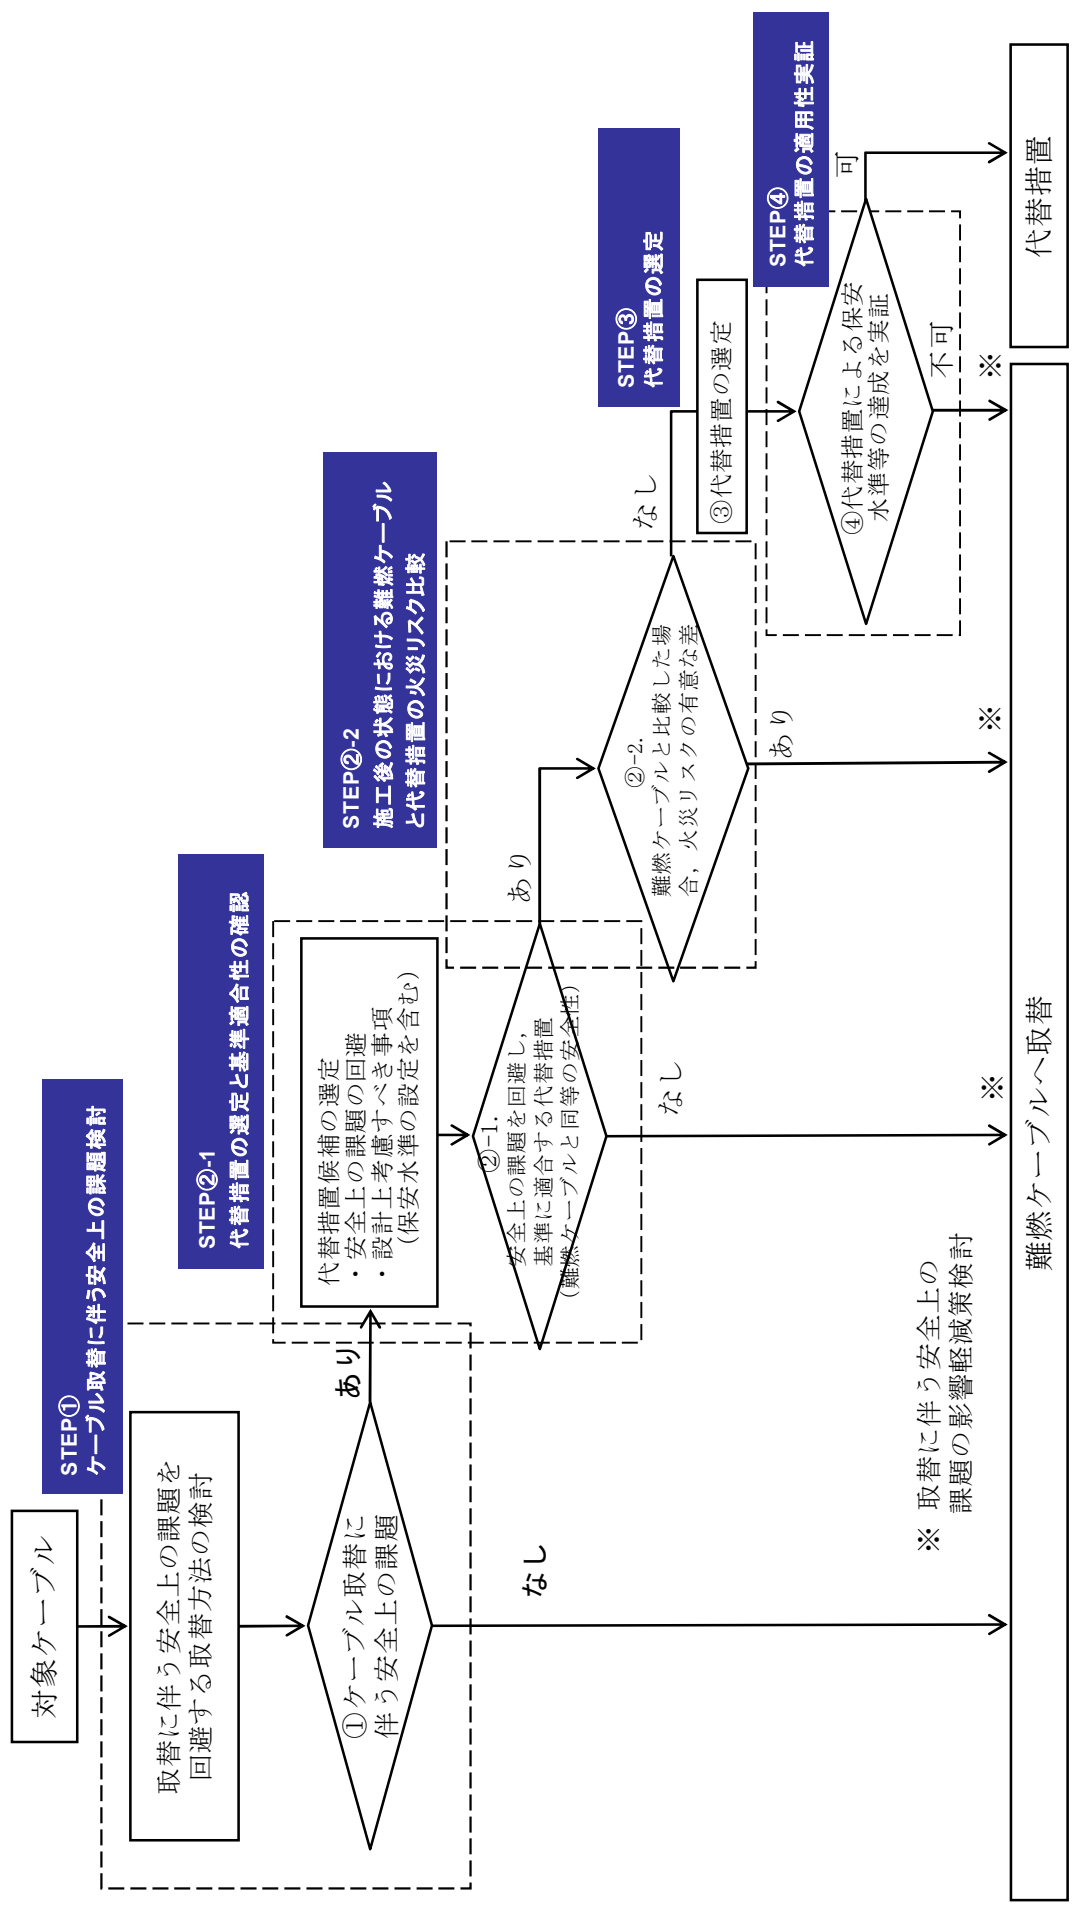 対象ケーブル
STEP①
ケーブル取替に伴う安全上の課題検討
取替に伴う安全上の課題を
回避する取替方法の検討
①ケーブル取替に
伴う安全上の課題
あり
なし
STEP②-1
代替措置の選定と基準適合性の確認
代替措置候補の選定
・安全上の課題の回避
・設計上考慮すべき事項
(保安水準の設定を含む)
②-1.
安全上の課題を回避し,
基準に適合する代替措置
(難燃ケーブルと同等の安全性)
あり
なし
STEP②-2
施工後の状態における難燃ケーブル
と代替措置の火災リスク比較
②-2.
難燃ケーブルと比較した場
合，火災リスクの有意な差
なし
あり
STEP③
代替措置の選定
③代替措置の選定
STEP④
代替措置の適用性実証
④代替措置による保安
水準等の達成を実証
可
不可
※
※
※
※ 取替に伴う安全上の
課題の影響軽減策検討
難燃ケーブルへ取替
代替措置